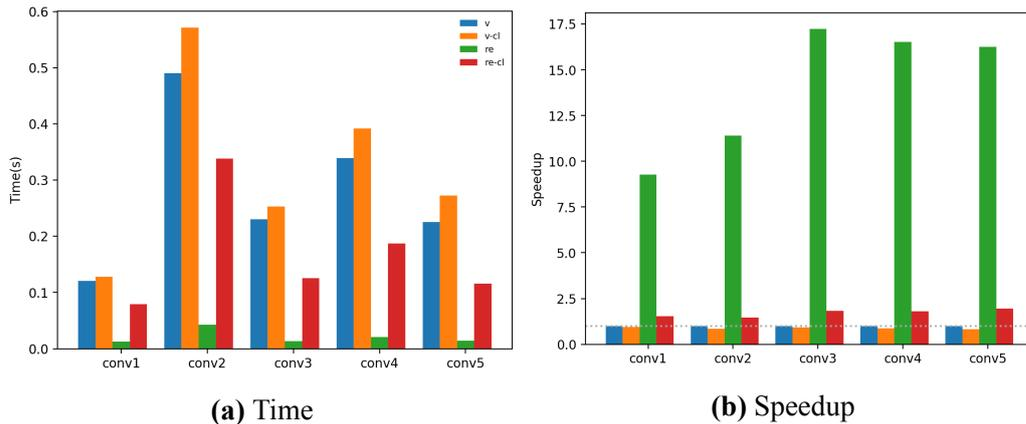 0.6
0.5
0.4
0.3
0.2
0.1
0.0
Time(s)
v
v-cl
re
re-cl
conv1 conv2 conv3 conv4 conv5
(a) Time
17.5
15.0
12.5
10.0
7.5
5.0
2.5
0.0
Speedup
conv1 conv2 conv3 conv4 conv5
(b) Speedup